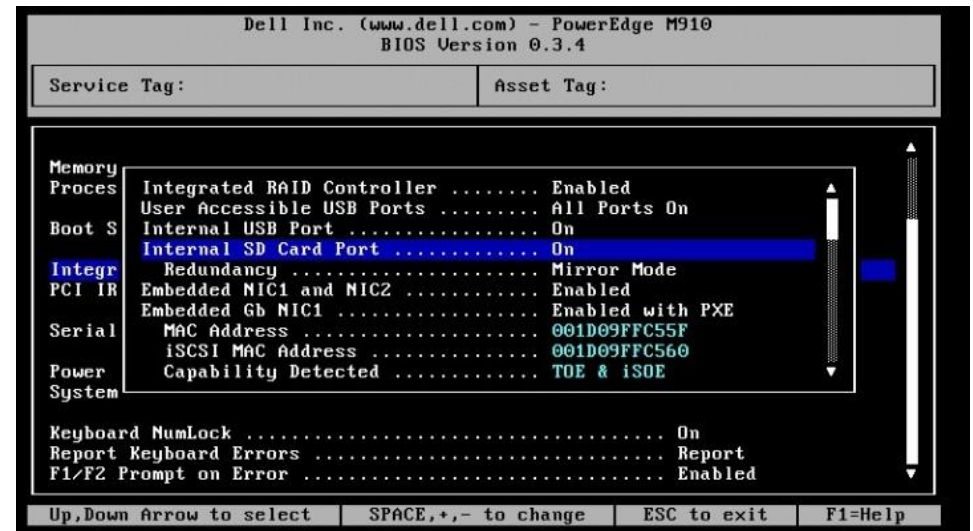 Dell Inc. (www.dell.com) - PowerEdge M910
BIOS Version 0.3.4
Service Tag: Asset Tag:
Memory
Proces Integrated RAID Controller ........ Enabled
User Accessible USB Ports ......... All Ports On
Boot S Internal USB Port ................. On
Internal SD Card Port ............. On
Integr Redundancy ...................... Mirror Mode
PCI IR Embedded NIC1 and NIC2 ............ Enabled
Embedded Gb NIC1 .................. Enabled with PXE
Serial MAC Address ..................... 001D09FFC55F
iSCSI MAC Address ............... 001D09FFC560
Power Capability Detected ............. TOE & iSOE
System
Keyboard NumLock ..................................... On
Report Keyboard Errors ............................... Report
F1/F2 Prompt on Error ................................ Enabled
Up,Down Arrow to select SPACE,+,- to change ESC to exit F1=Help